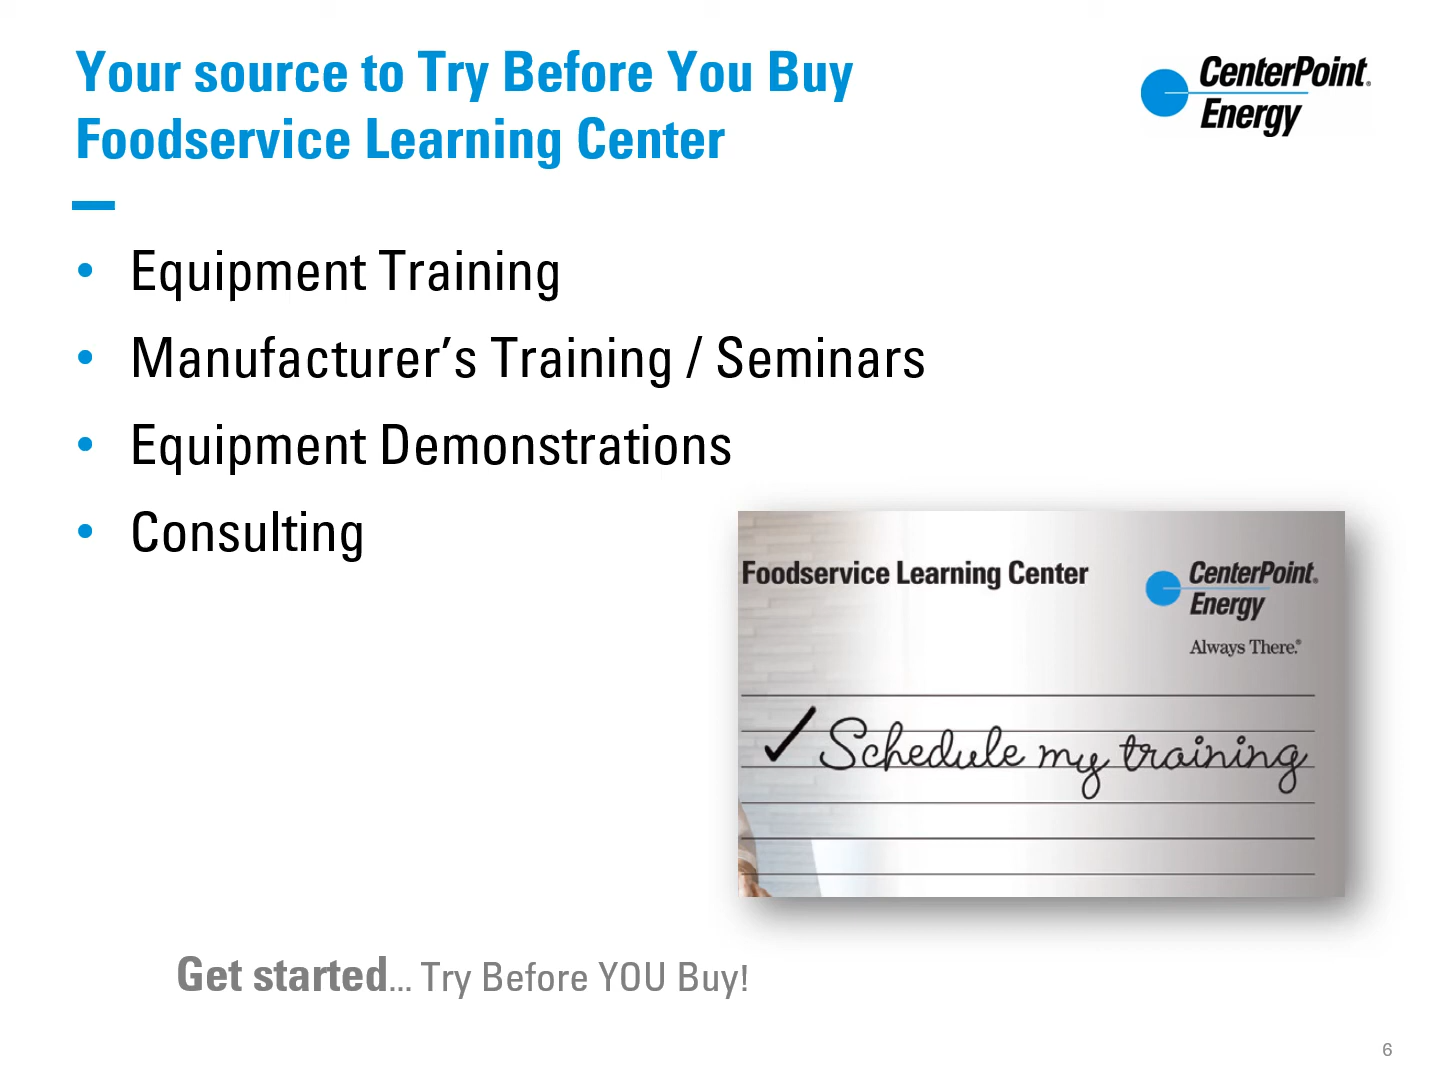 Your source to Try Before You Buy
Foodservice Learning Center
CenterPoint®
Energy
• Equipment Training
• Manufacturer’s Training / Seminars
• Equipment Demonstrations
• Consulting
Foodservice Learning Center
CenterPoint®
Energy
Always There.®
✓ Schedule my training
Get started... Try Before YOU Buy!
6